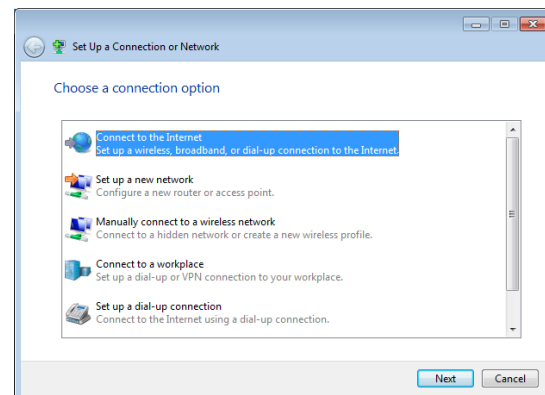 Set Up a Connection or Network
Choose a connection option
Connect to the Internet
Set up a wireless, broadband, or dial-up connection to the Internet.
Set up a new network
Configure a new router or access point.
Manually connect to a wireless network
Connect to a hidden network or create a new wireless profile.
Connect to a workplace
Set up a dial-up or VPN connection to your workplace.
Set up a dial-up connection
Connect to the Internet using a dial-up connection.
Next Cancel